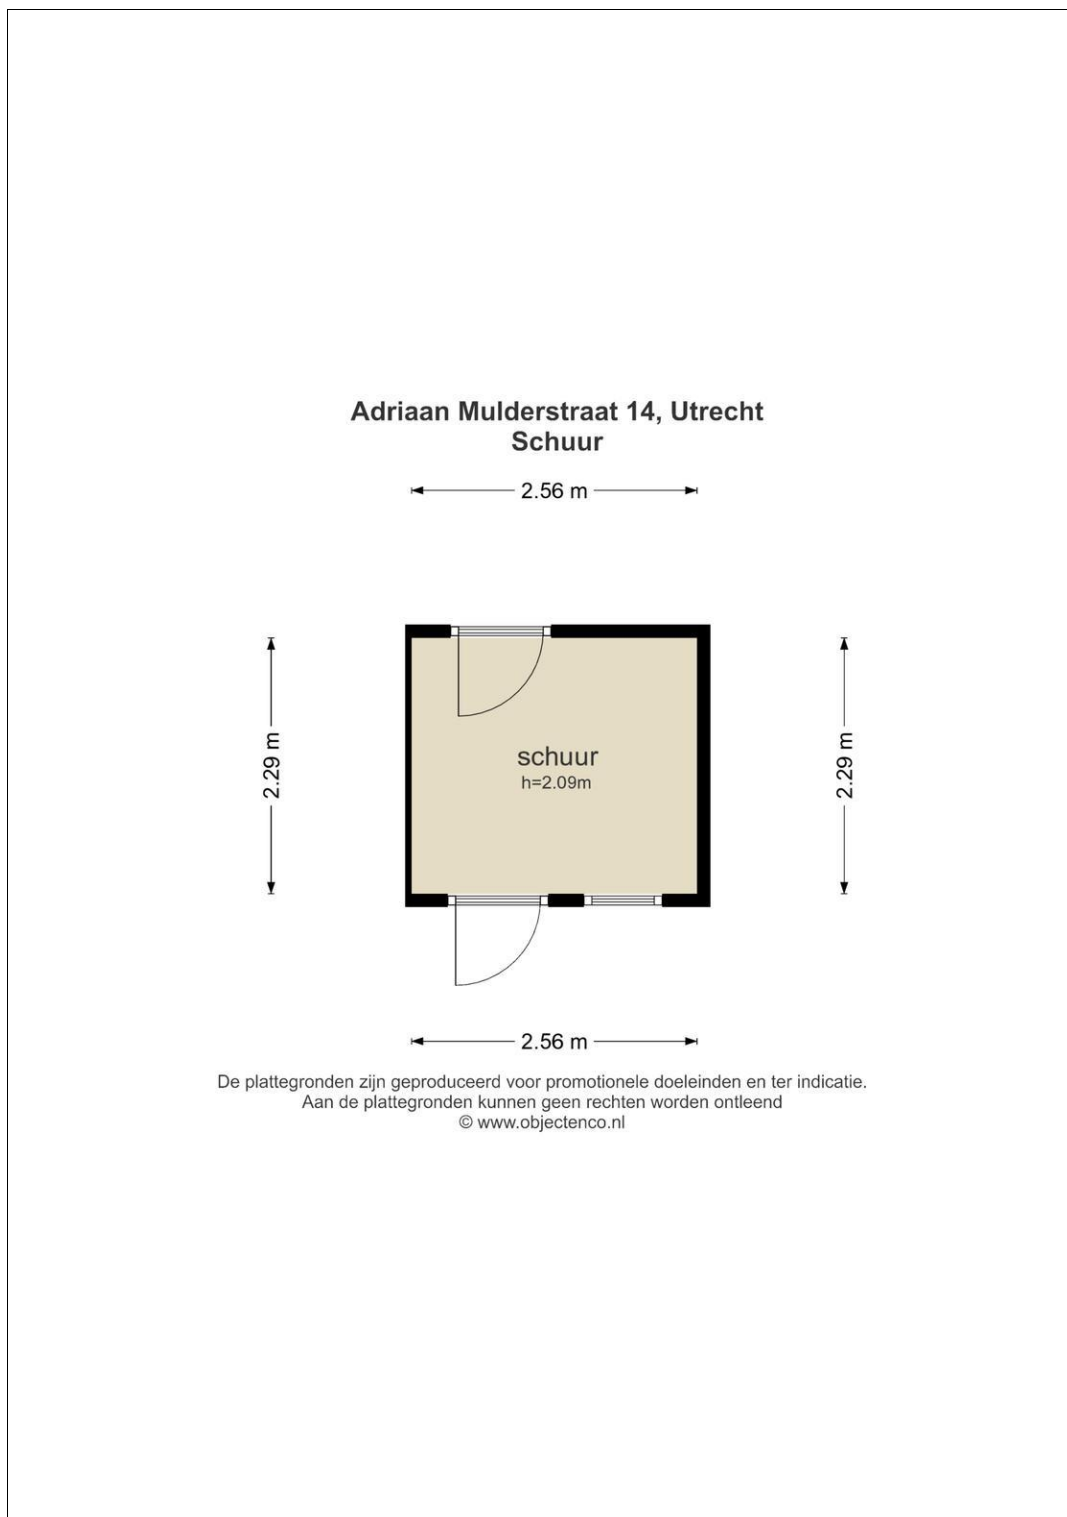 Adriaan Mulderstraat 14, Utrecht
Schuur
2.56 m
2.29 m
2.29 m
schuur
h=2.09m
2.56 m
De plattegronden zijn geproduceerd voor promotionele doeleinden en ter indicatie.
Aan de plattegronden kunnen geen rechten worden ontleend
© www.objectenco.nl